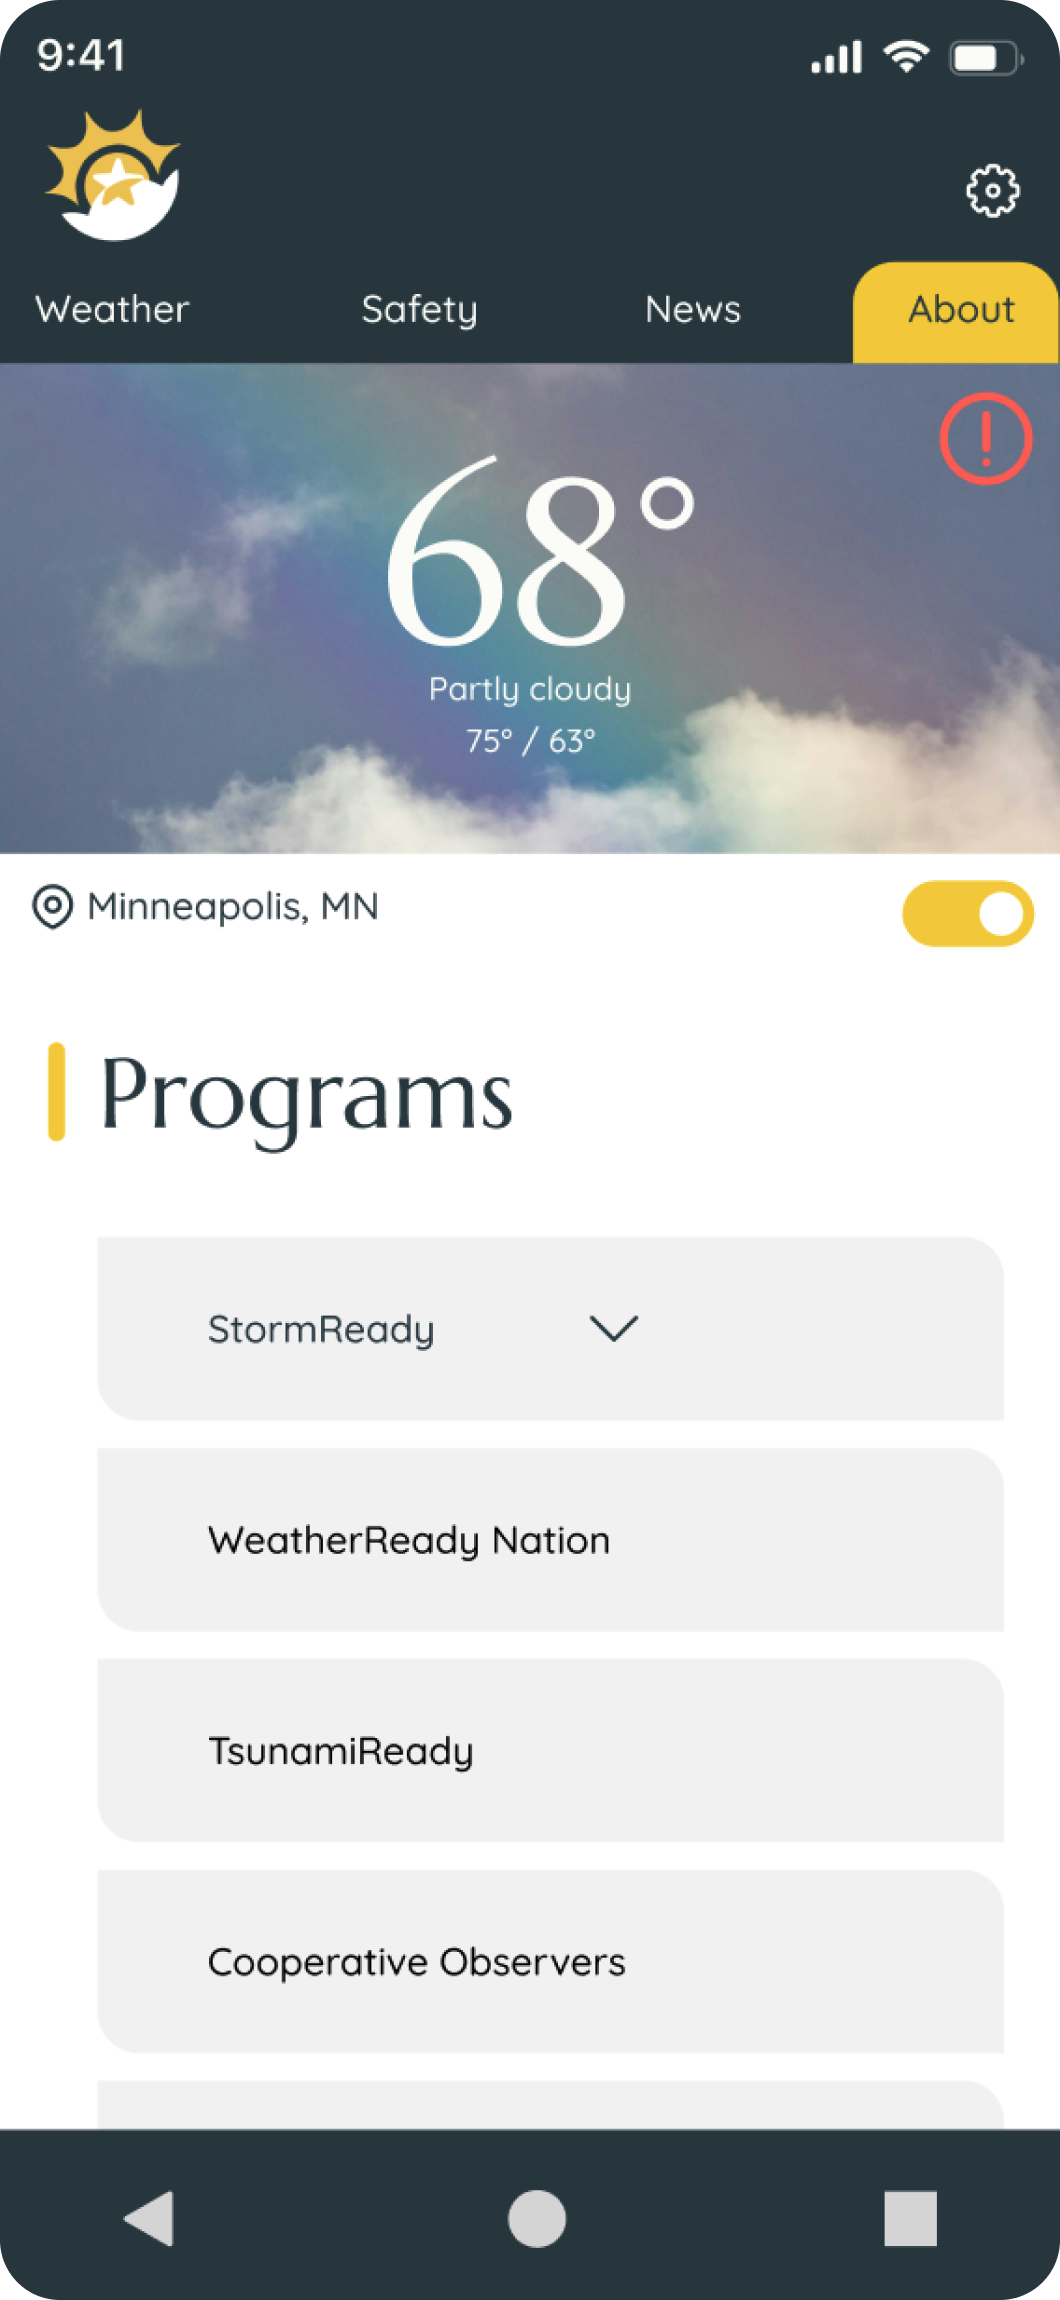 9:41
Weather Safety News About
68°
Partly cloudy
75° / 63°
Minneapolis, MN
Programs
StormReady
WeatherReady Nation
TsunamiReady
Cooperative Observers